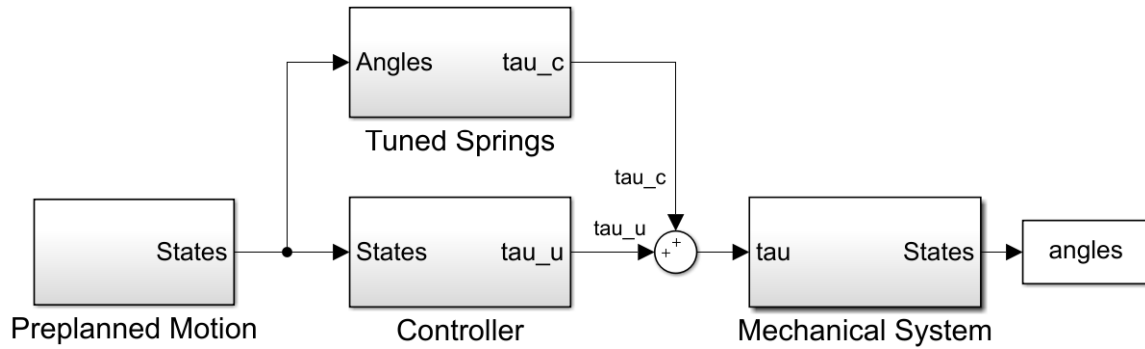 Angles
tau_c
Tuned Springs
tau_c
States
States
tau_u
tau_u
+
+
tau
States
angles
Preplanned Motion
Controller
Mechanical System